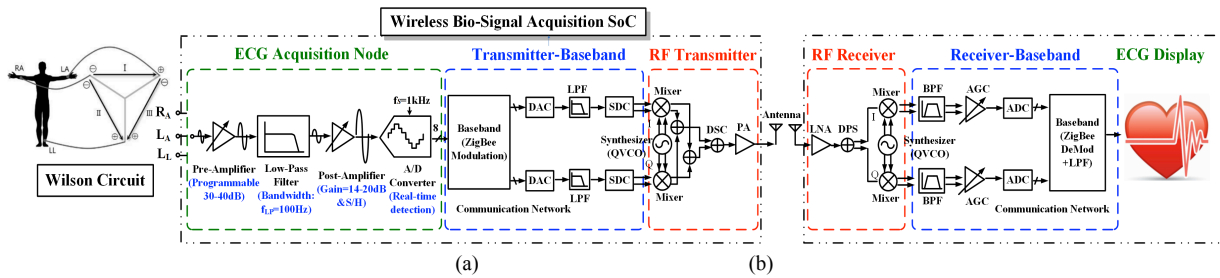 Wireless Bio-Signal Acquisition SoC
ECG Acquisition Node
Transmitter-Baseband
RF Transmitter
RF Receiver
Receiver-Baseband
ECG Display
RA
LA
I
II
III
LL
Wilson Circuit
R_A
L_A
L_L
Pre-Amplifier
(Programmable
30-40dB)
Low-Pass
Filter
(Bandwidth:
f_LP=100Hz)
Post-Amplifier
(Gain=14-20dB
&S/H)
fs=1kHz
A/D
Converter
(Real-time
detection)
8
Baseband
(ZigBee
Modulation)
DAC
LPF
SDC
DAC
LPF
SDC
Communication Network
Mixer
I
Synthesizer
(QVCO)
Q
Mixer
DSC
PA
Antenna
LNA
DPS
Mixer
I
Synthesizer
(QVCO)
Q
Mixer
BPF
AGC
ADC
BPF
AGC
ADC
Baseband
(ZigBee
DeMod
+LPF)
Communication Network
(a)
(b)